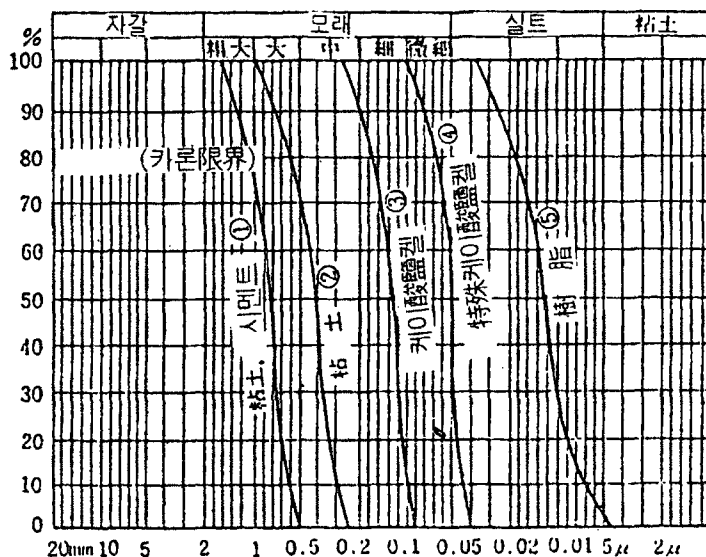 자갈 모래 실트 粘土
% 粗大 大 中 細 微細
100
90
80
70
60
50
40
30
20
10
0
(카론限界)
粘土. 시멘트 ①
粘土 ②
케이酸鹽겔 ③
特殊케이酸鹽겔 ④
樹脂 ⑤
20mm 10 5 2 1 0.5 0.2 0.1 0.05 0.02 0.01 5μ 2μ